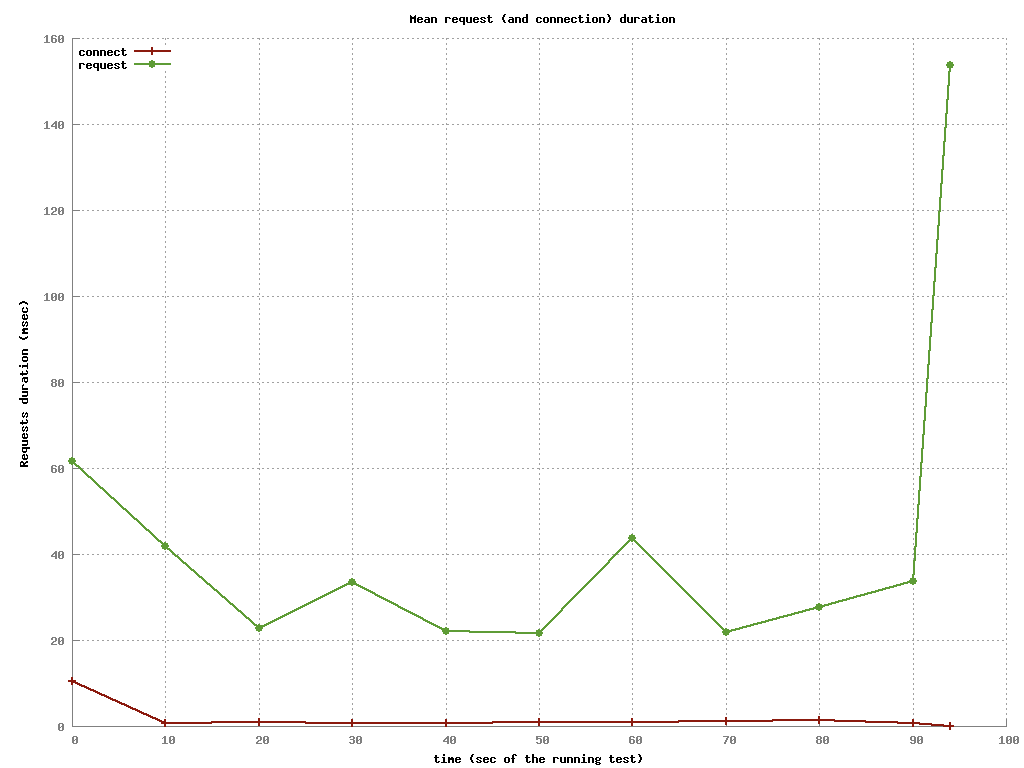 Mean request (and connection) duration
connect
request
160
140
120
100
80
60
40
20
0
Requests duration (msec)
0 10 20 30 40 50 60 70 80 90 100
time (sec of the running test)